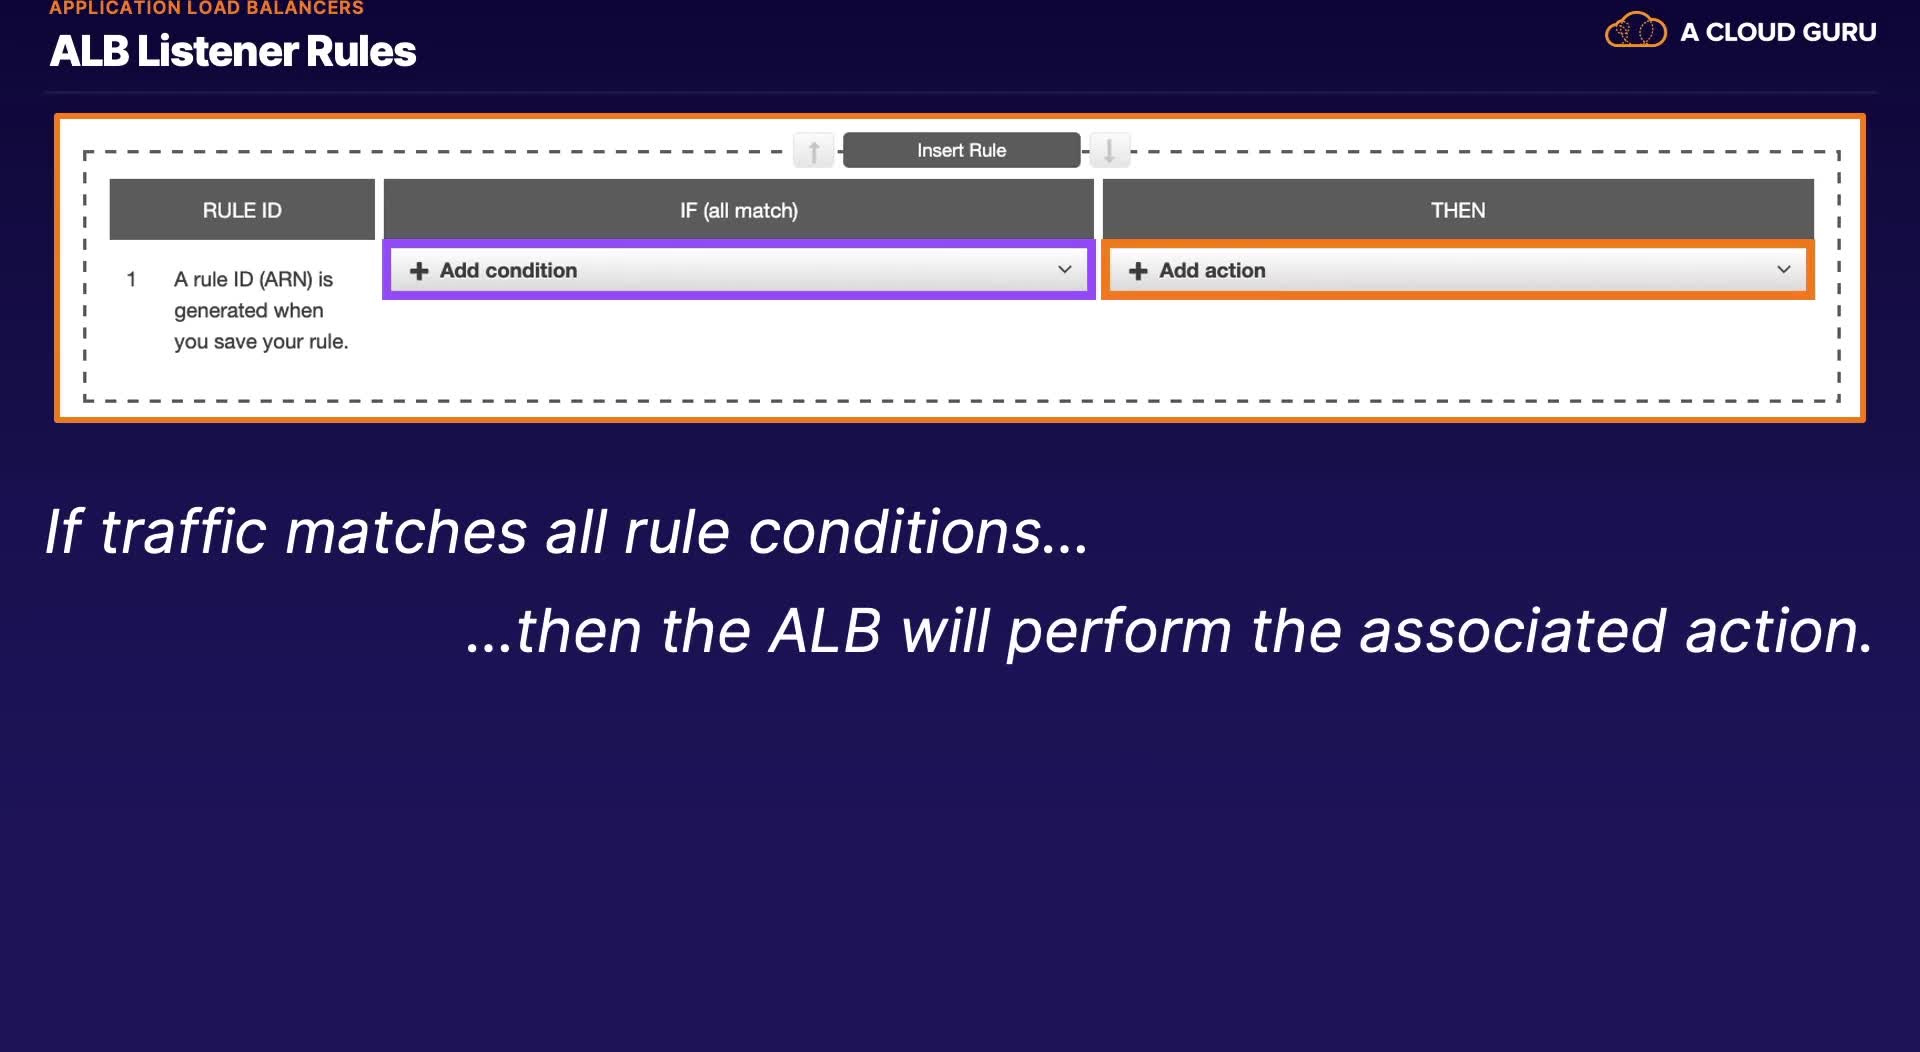 APPLICATION LOAD BALANCERS
ALB Listener Rules
A CLOUD GURU
Insert Rule
RULE ID
IF (all match)
THEN
1
A rule ID (ARN) is
generated when
you save your rule.
Add condition
Add action
If traffic matches all rule conditions...
...then the ALB will perform the associated action.